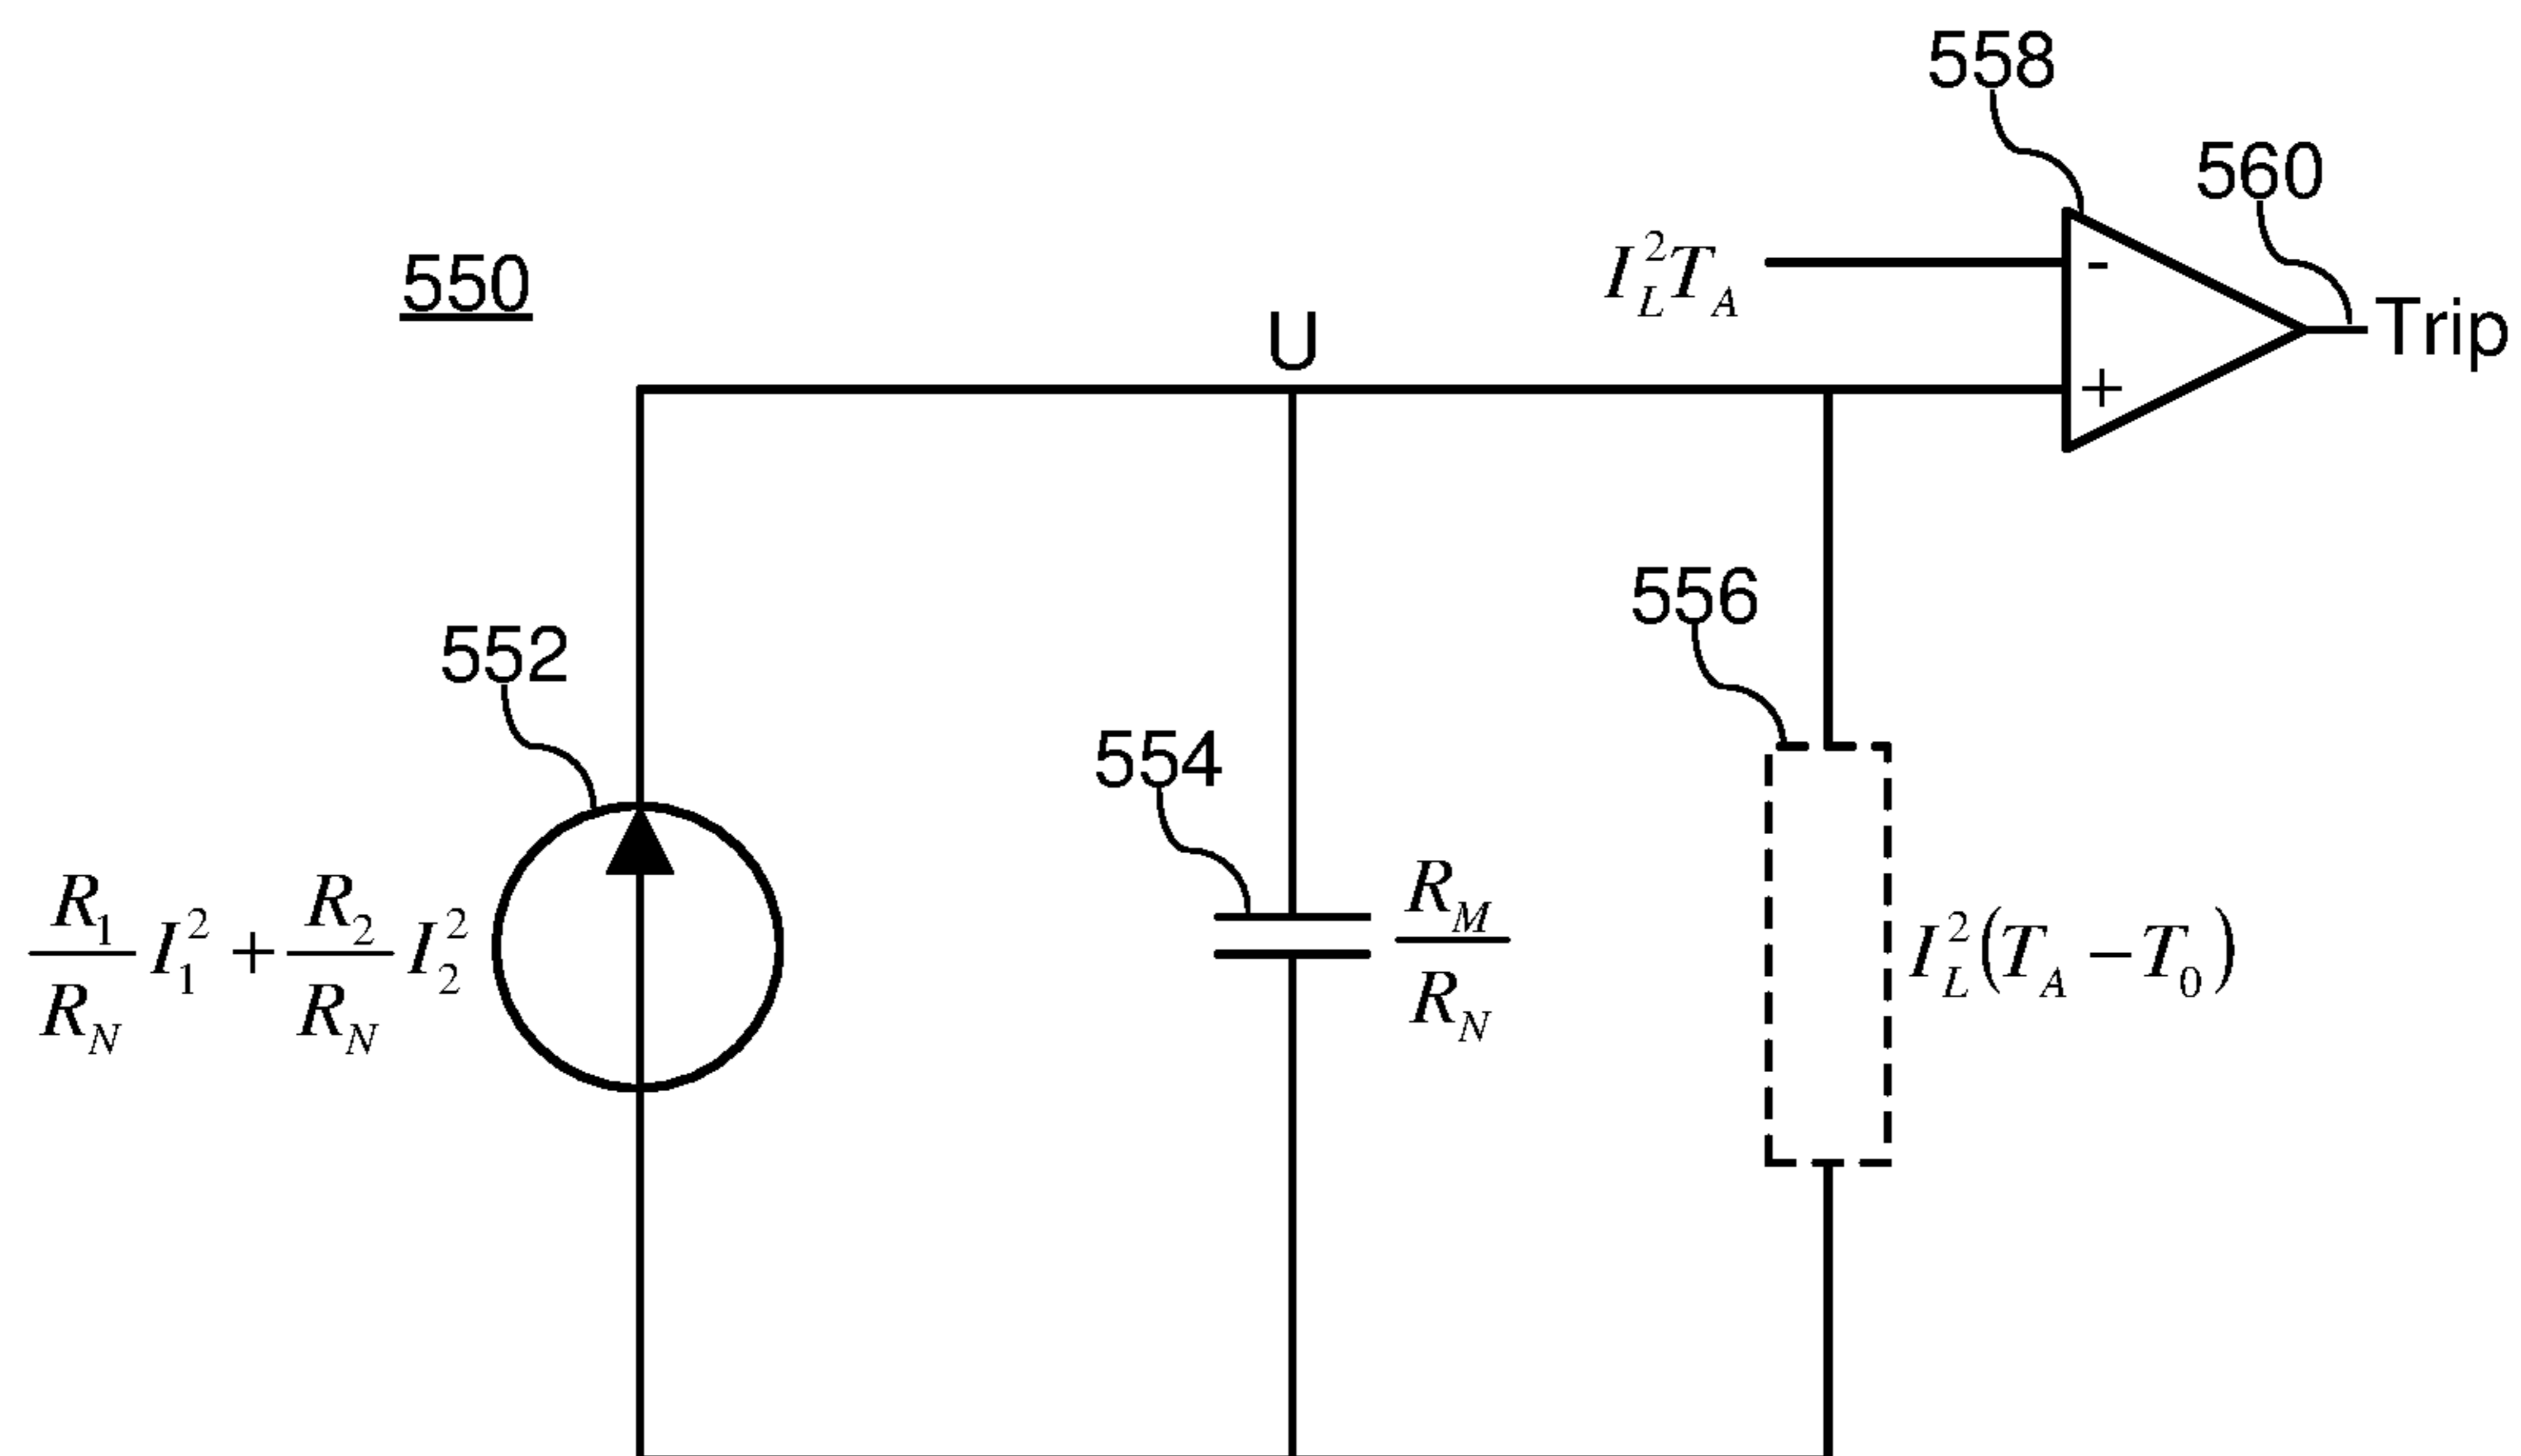 558
560
550
I_L^2 T_A
-
Trip
U
+
556
552
554
R_1/R_N I_1^2 + R_2/R_N I_2^2
R_M/R_N
I_L^2(T_A − T_0)